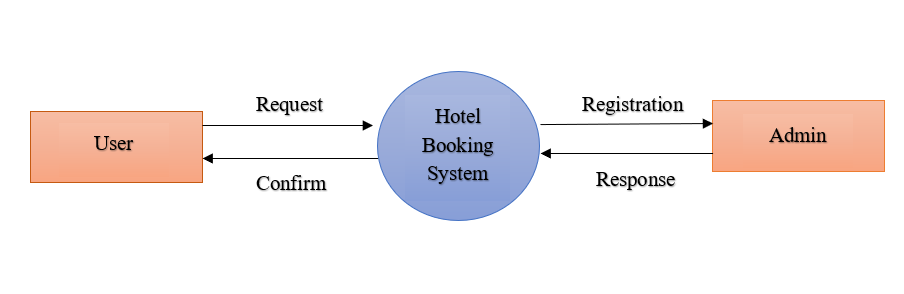 Request
Registration
User
Hotel
Booking
System
Admin
Confirm
Response